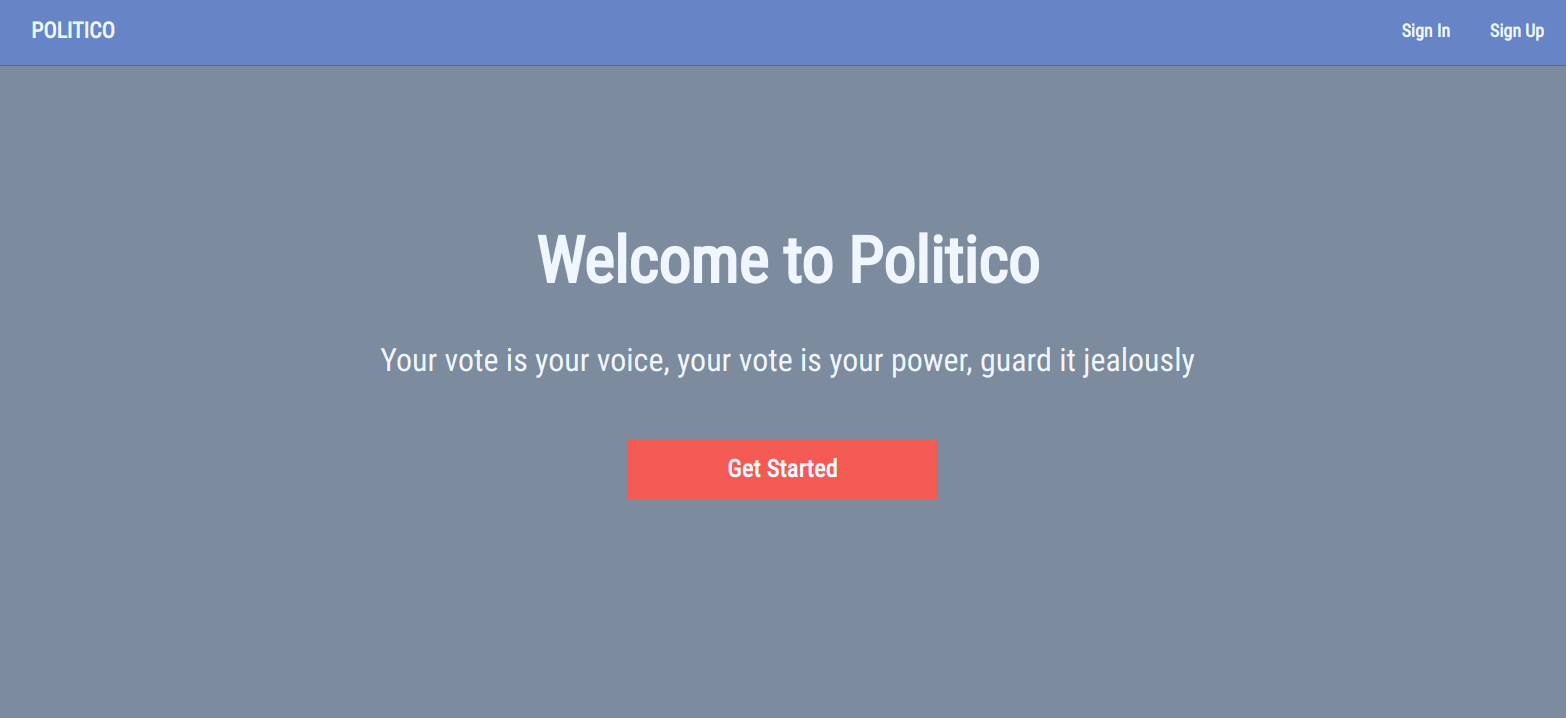 POLITICO
Sign In
Sign Up
Welcome to Politico
Your vote is your voice, your vote is your power, guard it jealously
Get Started